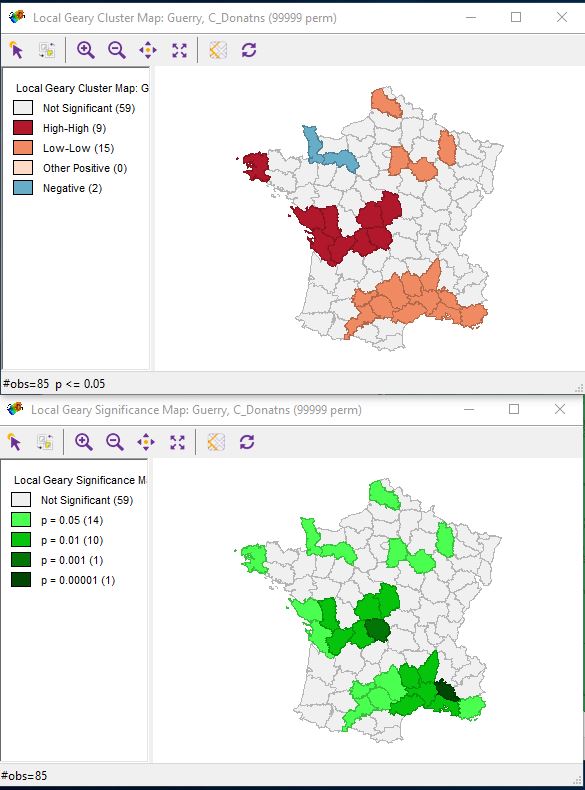 Local Geary Cluster Map: Guerry, C_Donatns (99999 perm)
Local Geary Cluster Map: G
Not Significant (59)
High-High (9)
Low-Low (15)
Other Positive (0)
Negative (2)
#obs=85 p <= 0.05
Local Geary Significance Map: Guerry, C_Donatns (99999 perm)
Local Geary Significance M
Not Significant (59)
p = 0.05 (14)
p = 0.01 (10)
p = 0.001 (1)
p = 0.00001 (1)
#obs=85